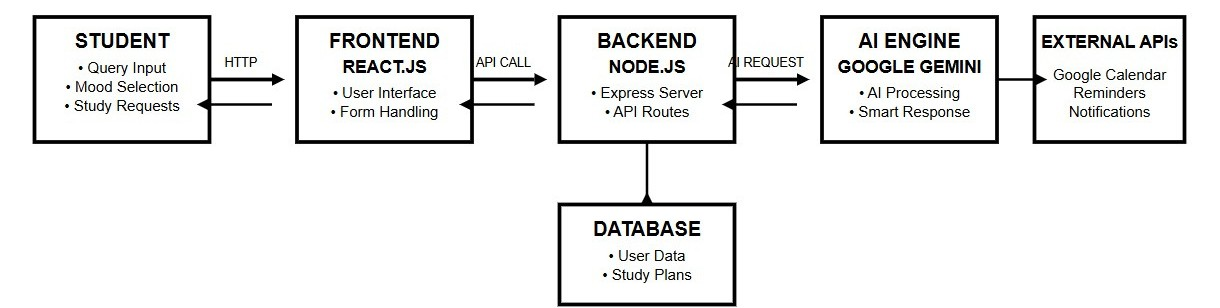 STUDENT
• Query Input
• Mood Selection
• Study Requests
HTTP
FRONTEND
REACT.JS
• User Interface
• Form Handling
API CALL
BACKEND
NODE.JS
• Express Server
• API Routes
AI REQUEST
AI ENGINE
GOOGLE GEMINI
• AI Processing
• Smart Response
EXTERNAL APIs
Google Calendar
Reminders
Notifications
DATABASE
• User Data
• Study Plans